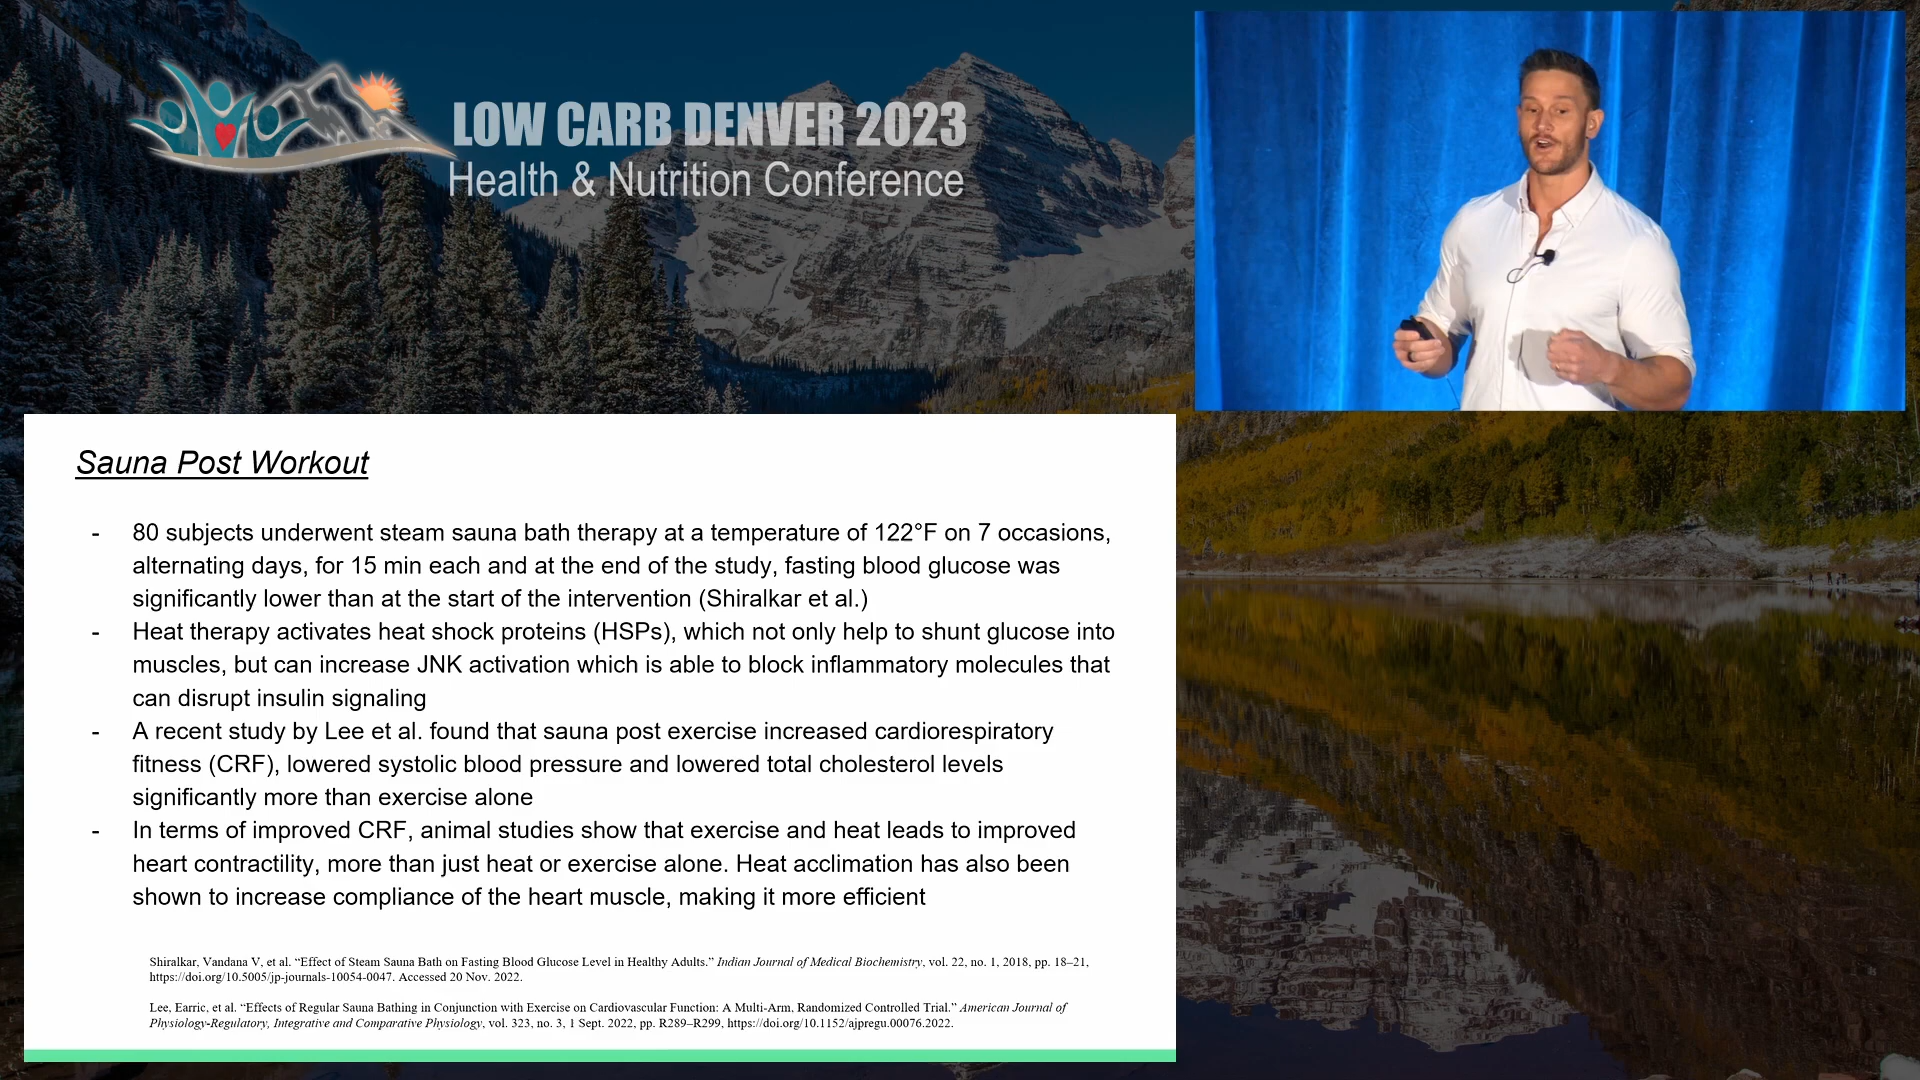 LOW CARB DENVER 2023
Health & Nutrition Conference
Sauna Post Workout
- 80 subjects underwent steam sauna bath therapy at a temperature of 122°F on 7 occasions,
alternating days, for 15 min each and at the end of the study, fasting blood glucose was
significantly lower than at the start of the intervention (Shiralkar et al.)
- Heat therapy activates heat shock proteins (HSPs), which not only help to shunt glucose into
muscles, but can increase JNK activation which is able to block inflammatory molecules that
can disrupt insulin signaling
- A recent study by Lee et al. found that sauna post exercise increased cardiorespiratory
fitness (CRF), lowered systolic blood pressure and lowered total cholesterol levels
significantly more than exercise alone
- In terms of improved CRF, animal studies show that exercise and heat leads to improved
heart contractility, more than just heat or exercise alone. Heat acclimation has also been
shown to increase compliance of the heart muscle, making it more efficient
Shiralkar, Vandana V, et al. “Effect of Steam Sauna Bath on Fasting Blood Glucose Level in Healthy Adults.” Indian Journal of Medical Biochemistry, vol. 22, no. 1, 2018, pp. 18–21,
https://doi.org/10.5005/jp-journals-10054-0047. Accessed 20 Nov. 2022.
Lee, Earric, et al. “Effects of Regular Sauna Bathing in Conjunction with Exercise on Cardiovascular Function: A Multi-Arm, Randomized Controlled Trial.” American Journal of
Physiology-Regulatory, Integrative and Comparative Physiology, vol. 323, no. 3, 1 Sept. 2022, pp. R289–R299, https://doi.org/10.1152/ajpregu.00076.2022.